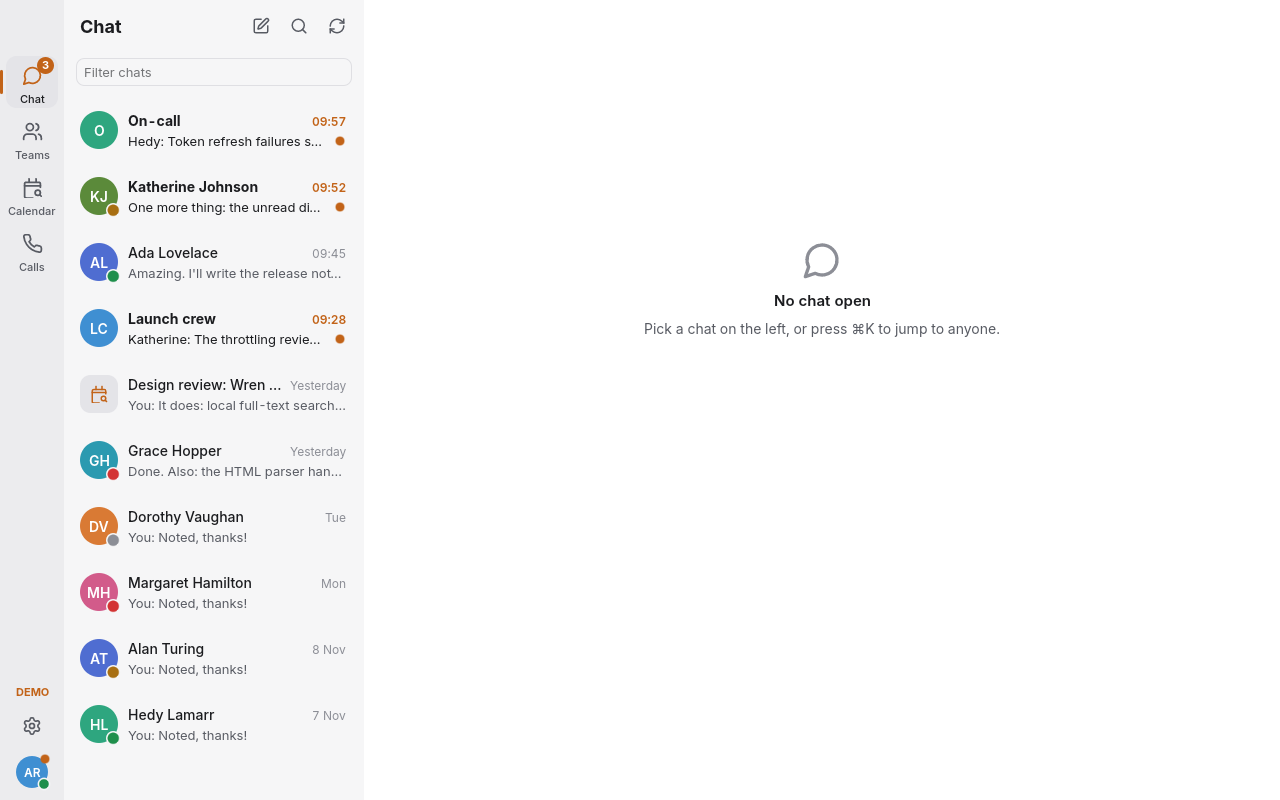 3
Chat
Teams
Calendar
Calls
DEMO
AR
Chat
Filter chats
O
On-call
09:57
Hedy: Token refresh failures s...
KJ
Katherine Johnson
09:52
One more thing: the unread di...
AL
Ada Lovelace
09:45
Amazing. I'll write the release not...
LC
Launch crew
09:28
Katherine: The throttling revie...
Design review: Wren ...
Yesterday
You: It does: local full-text search...
GH
Grace Hopper
Yesterday
Done. Also: the HTML parser han...
DV
Dorothy Vaughan
Tue
You: Noted, thanks!
MH
Margaret Hamilton
Mon
You: Noted, thanks!
AT
Alan Turing
8 Nov
You: Noted, thanks!
HL
Hedy Lamarr
7 Nov
You: Noted, thanks!
No chat open
Pick a chat on the left, or press ⌘K to jump to anyone.